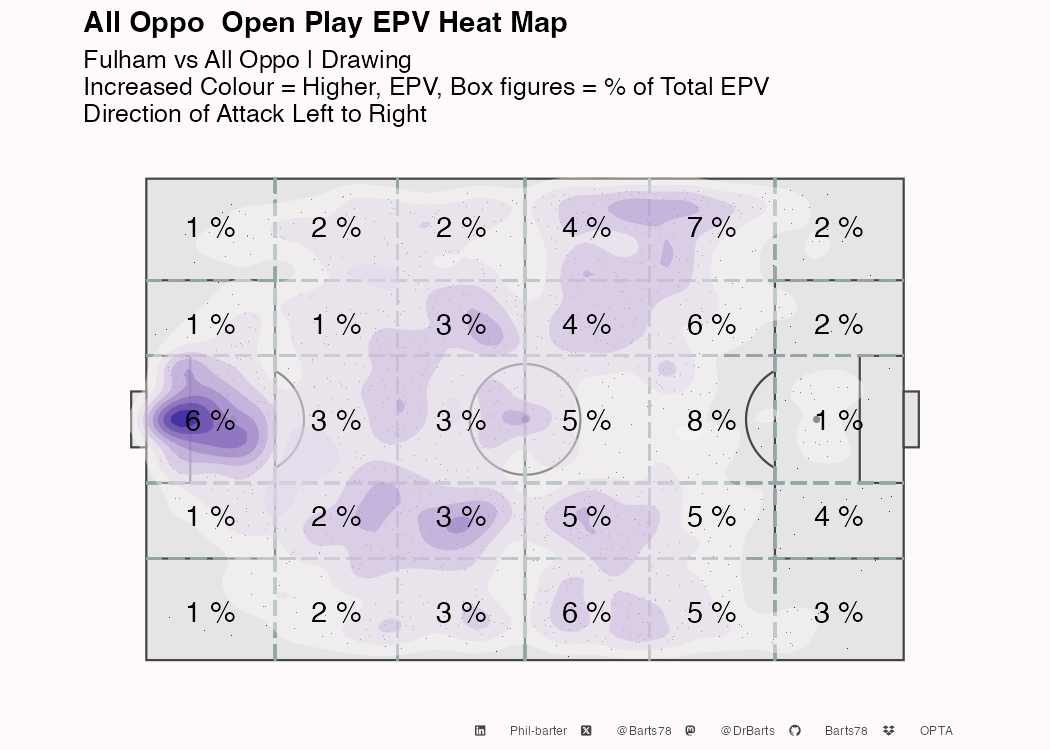 All Oppo  Open Play EPV Heat Map
Fulham vs All Oppo | Drawing
Increased Colour = Higher, EPV, Box figures = % of Total EPV
Direction of Attack Left to Right
1 % 2 % 2 % 4 % 7 % 2 %
1 % 1 % 3 % 4 % 6 % 2 %
6 % 3 % 3 % 5 % 8 % 1 %
1 % 2 % 3 % 5 % 5 % 4 %
1 % 2 % 3 % 6 % 5 % 3 %
Phil-barter @Barts78 @DrBarts Barts78 OPTA